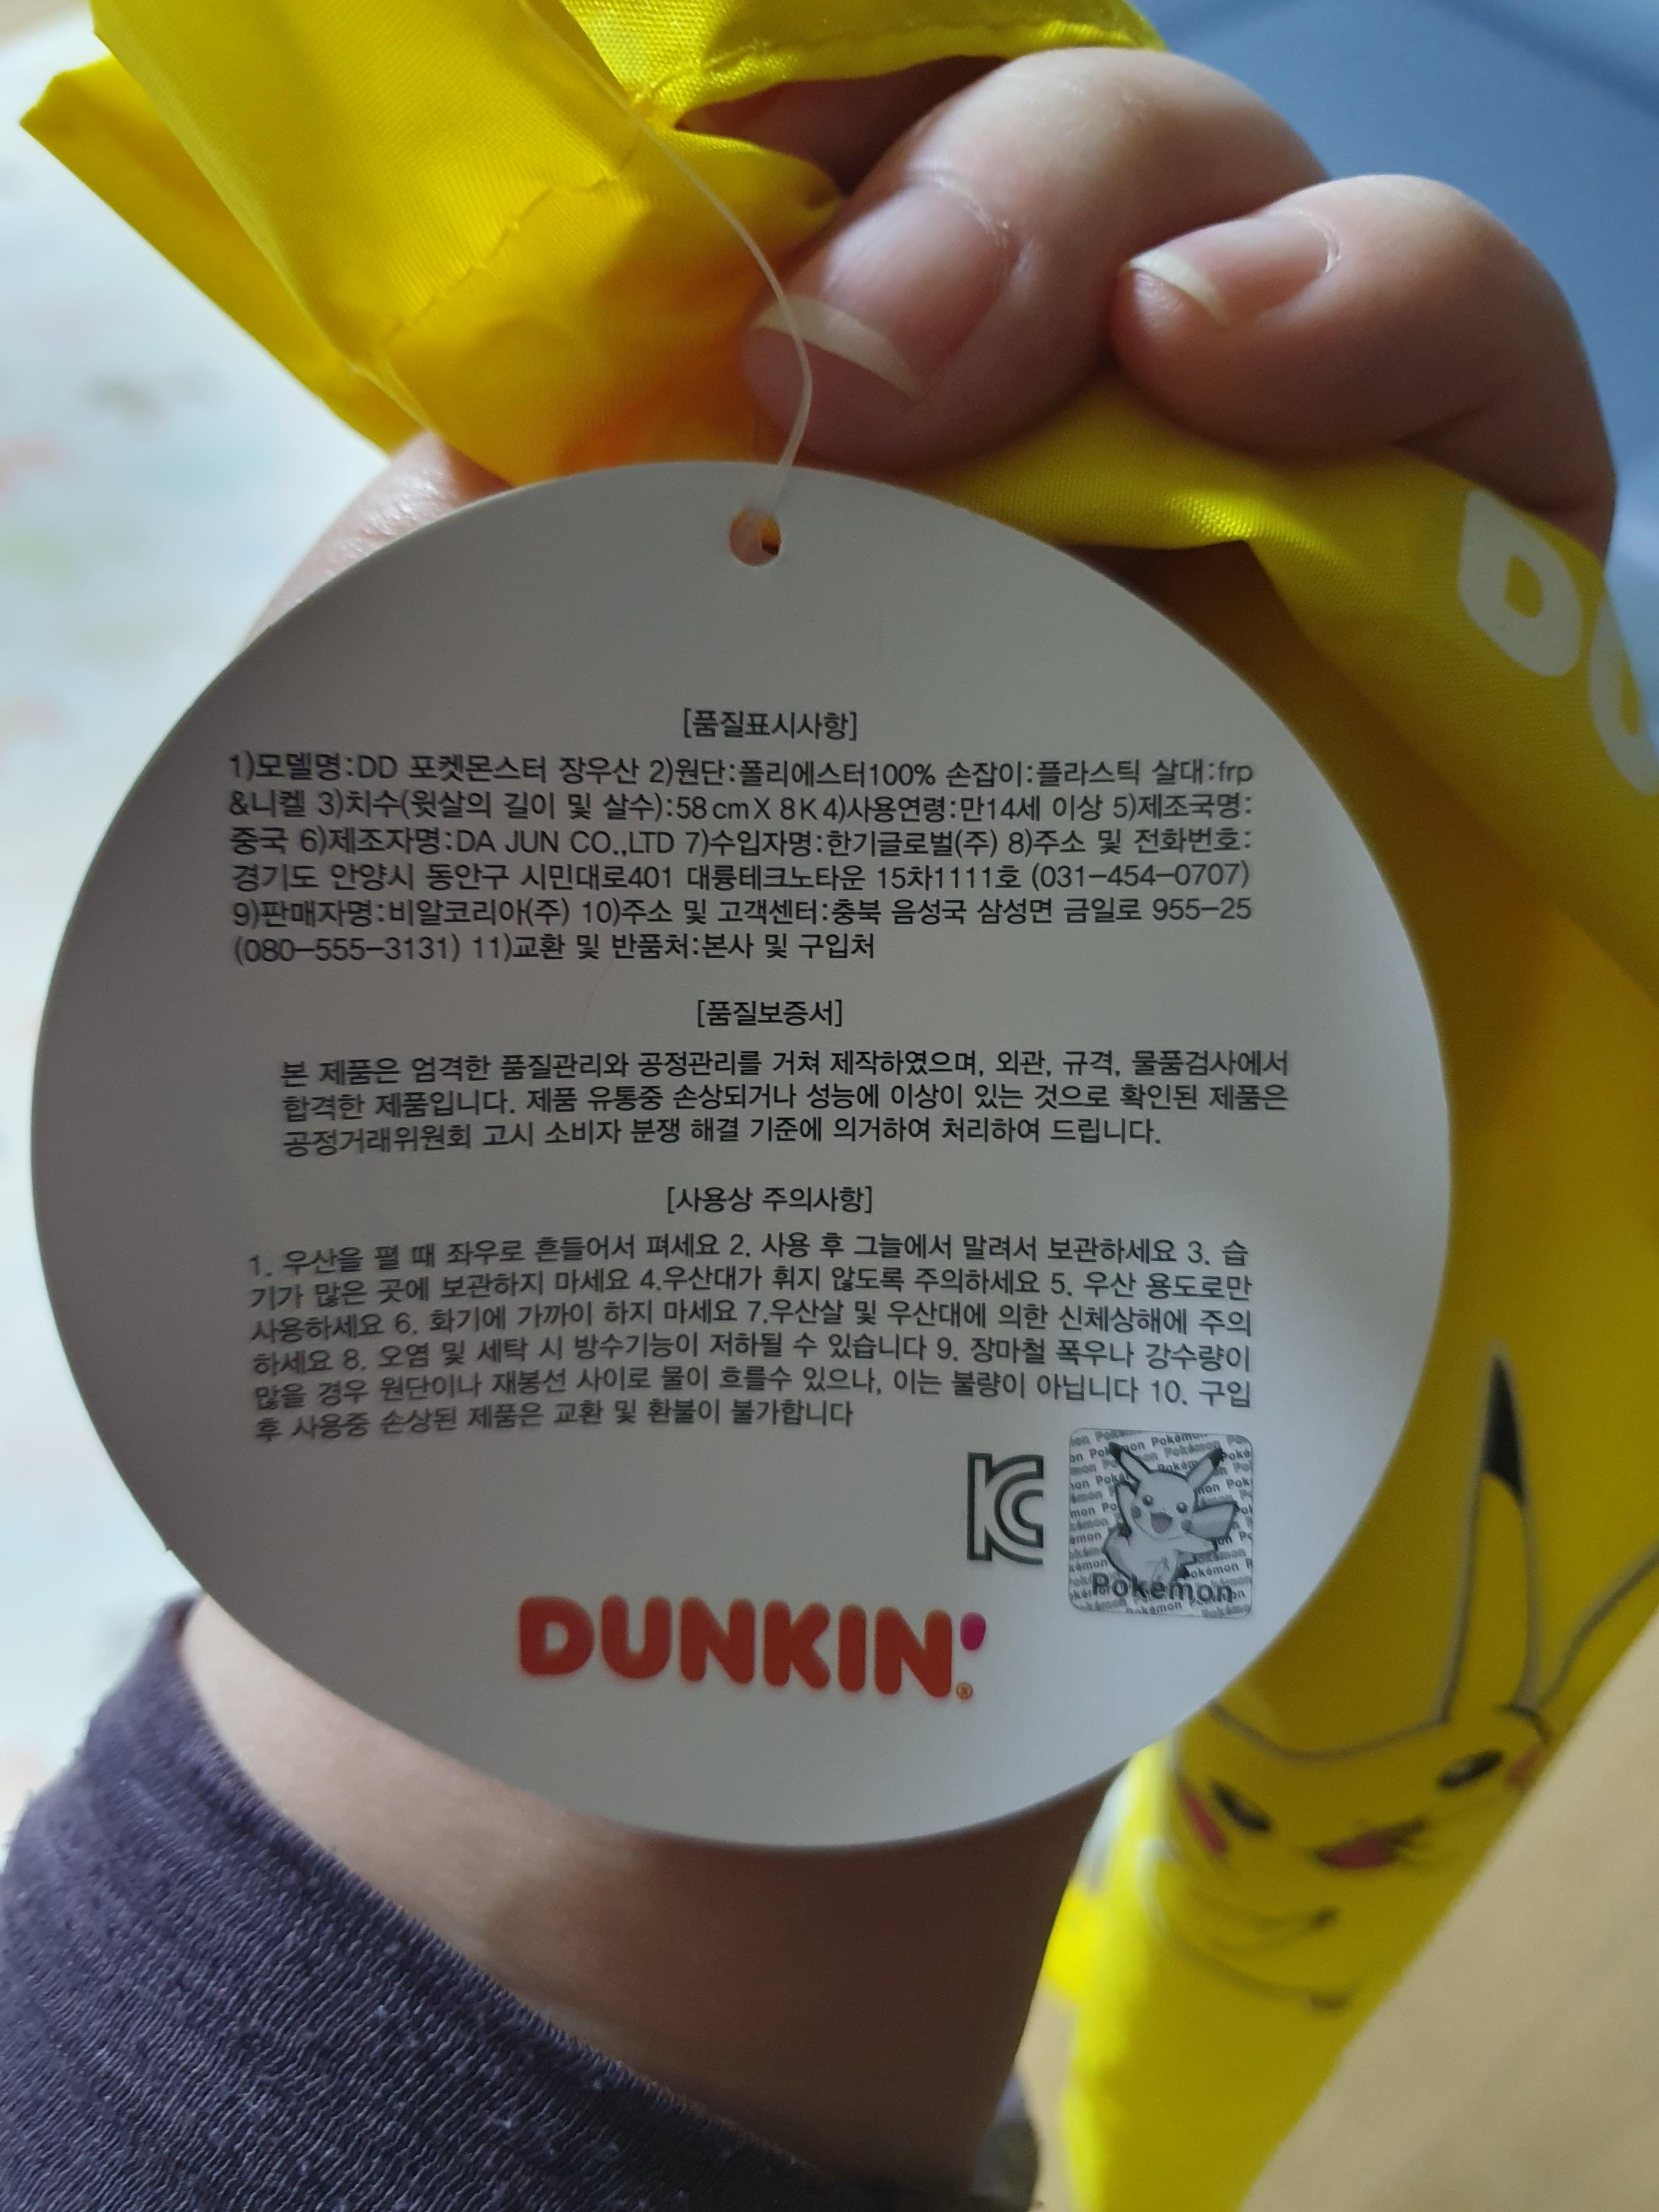 DU
[품질표시사항]
1)모델명:DD 포켓몬스터 장우산 2)원단:폴리에스터100% 손잡이:플라스틱 살대:frp
&니켈 3)치수(윗살의 길이 및 살수):58cm X 8K 4)사용연령:만14세 이상 5)제조국명:
중국 6)제조자명:DA JUN CO.,LTD 7)수입자명:한기글로벌(주) 8)주소 및 전화번호:
경기도 안양시 동안구 시민대로401 대륭테크노타운 15차1111호 (031-454-0707)
9)판매자명:비알코리아(주) 10)주소 및 고객센터:충북 음성국 삼성면 금일로 955-25
(080-555-3131) 11)교환 및 반품처:본사 및 구입처
[품질보증서]
본 제품은 엄격한 품질관리와 공정관리를 거쳐 제작하였으며, 외관, 규격, 물품검사에서
합격한 제품입니다. 제품 유통중 손상되거나 성능에 이상이 있는 것으로 확인된 제품은
공정거래위원회 고시 소비자 분쟁 해결 기준에 의거하여 처리하여 드립니다.
[사용상 주의사항]
1. 우산을 펼 때 좌우로 흔들어서 펴세요 2. 사용 후 그늘에서 말려서 보관하세요 3. 습
기가 많은 곳에 보관하지 마세요 4.우산대가 휘지 않도록 주의하세요 5. 우산 용도로만
사용하세요 6. 화기에 가까이 하지 마세요 7.우산살 및 우산대에 의한 신체상해에 주의
하세요 8. 오염 및 세탁 시 방수기능이 저하될 수 있습니다 9. 장마철 폭우나 강수량이
많을 경우 원단이나 재봉선 사이로 물이 흐를수 있으나, 이는 불량이 아닙니다 10. 구입
후 사용중 손상된 제품은 교환 및 환불이 불가합니다
KC
Pokémon
DUNKIN'